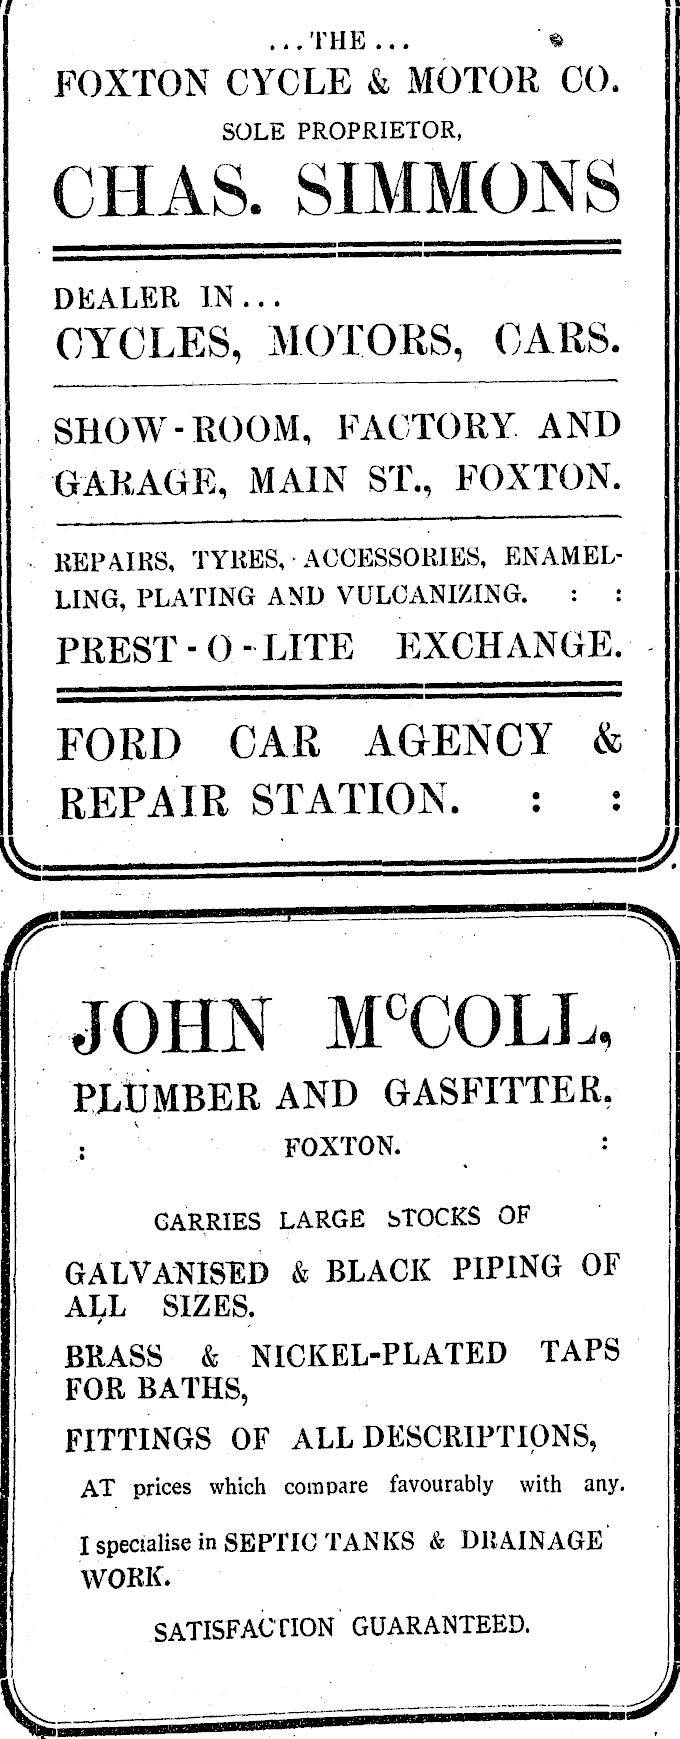 ...THE...
FOXTON CYCLE & MOTOR CO.
SOLE PROPRIETOR,
CHAS. SIMMONS
DEALER IN...
CYCLES, MOTORS, CARS.
SHOW-ROOM, FACTORY AND
GARAGE, MAIN ST., FOXTON.
REPAIRS, TYRES, ACCESSORIES, ENAMEL-
LING, PLATING AND VULCANIZING. : :
PREST-O-LITE EXCHANGE.
FORD CAR AGENCY &
REPAIR STATION. : :
JOHN McCOLL,
PLUMBER AND GASFITTER.
: FOXTON. :
CARRIES LARGE STOCKS OF
GALVANISED & BLACK PIPING OF
ALL SIZES.
BRASS & NICKEL-PLATED TAPS
FOR BATHS,
FITTINGS OF ALL DESCRIPTIONS,
AT prices which compare favourably with any.
I specialise in SEPTIC TANKS & DRAINAGE
WORK.
SATISFACTION GUARANTEED.